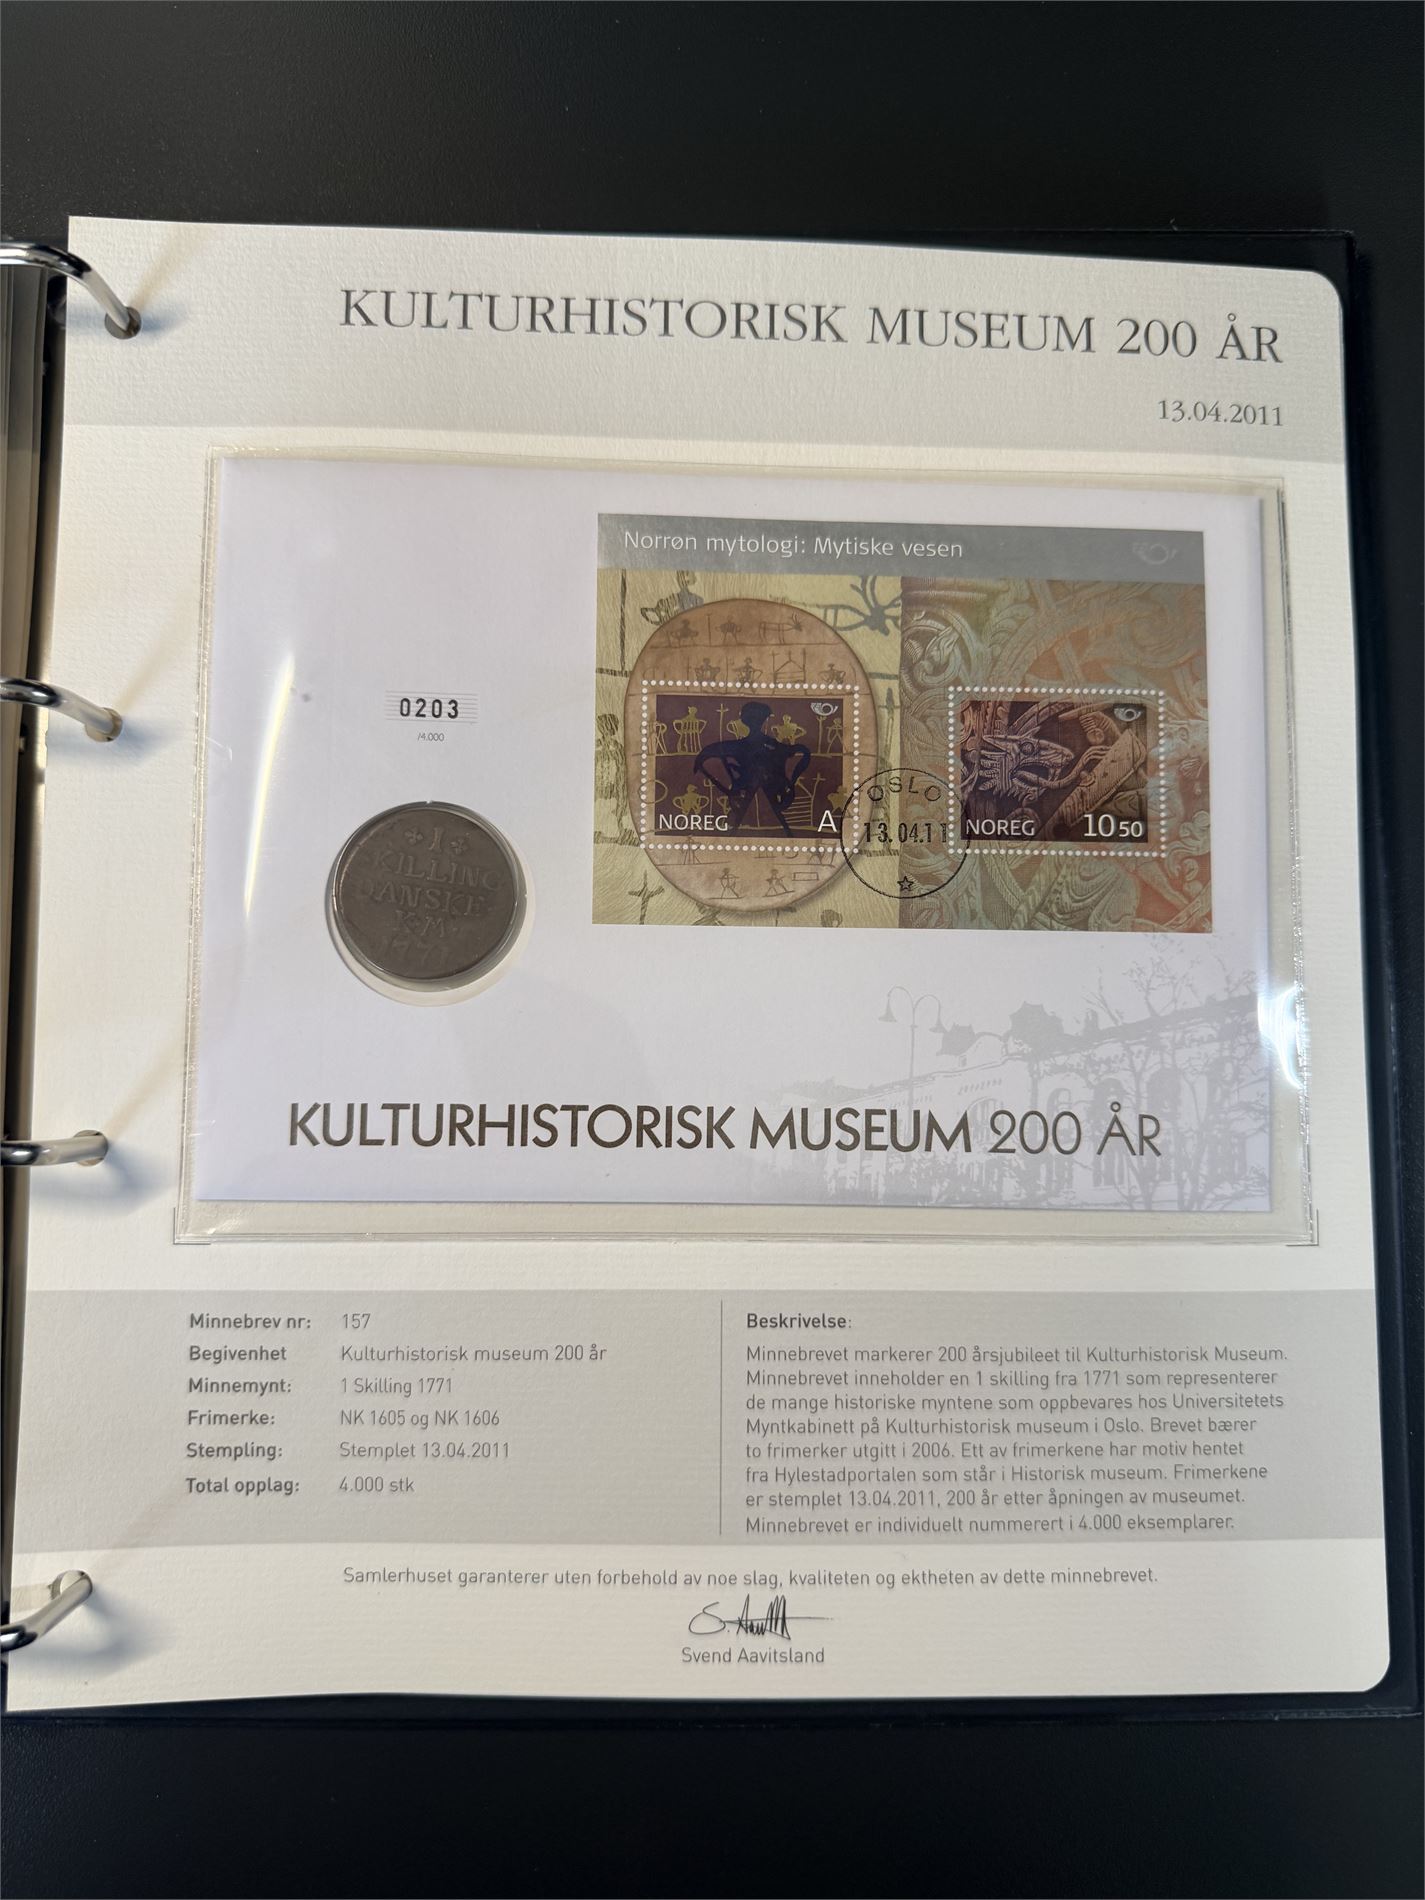 KULTURHISTORISK MUSEUM 200 ÅR
13.04.2011
Norrøn mytologi: Mytiske vesen
0203
/4.000
NOREG A
OSLO
13.04.11
NOREG 10 50
1
KILLING
DANSKE
K·M·
1771
KULTURHISTORISK MUSEUM 200 ÅR
Minnebrev nr: 157
Begivenhet Kulturhistorisk museum 200 år
Minnemynt: 1 Skilling 1771
Frimerke: NK 1605 og NK 1606
Stempling: Stemplet 13.04.2011
Total opplag: 4.000 stk
Beskrivelse:
Minnebrevet markerer 200 årsjubileet til Kulturhistorisk Museum.
Minnebrevet inneholder en 1 skilling fra 1771 som representerer
de mange historiske myntene som oppbevares hos Universitetets
Myntkabinett på Kulturhistorisk museum i Oslo. Brevet bærer
to frimerker utgitt i 2006. Ett av frimerkene har motiv hentet
fra Hylestadportalen som står i Historisk museum. Frimerkene
er stemplet 13.04.2011, 200 år etter åpningen av museumet.
Minnebrevet er individuelt nummerert i 4.000 eksemplarer.
Samlerhuset garanterer uten forbehold av noe slag, kvaliteten og ektheten av dette minnebrevet.
Svend Aavitsland